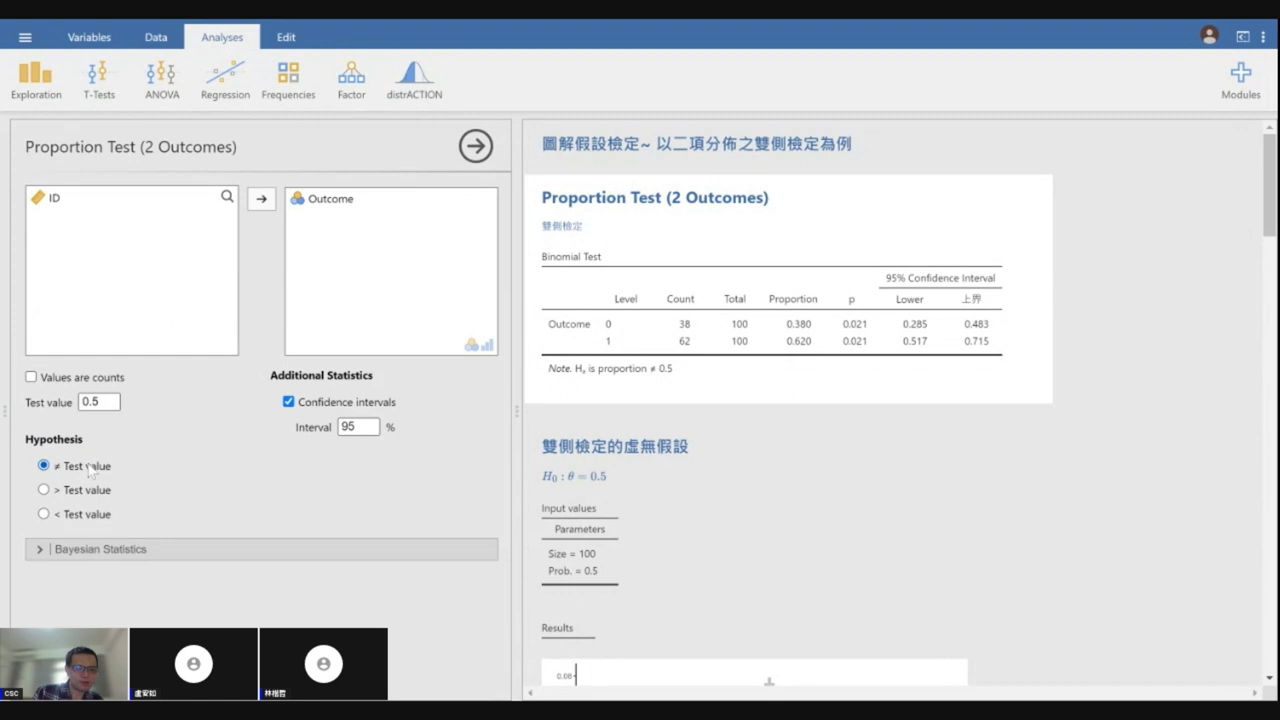 Variables Data Analyses Edit
Exploration T-Tests ANOVA Regression Frequencies Factor distrACTION Modules
Proportion Test (2 Outcomes)
ID
Outcome
Values are counts
Test value 0.5
Hypothesis
≠ Test value
> Test value
< Test value
Additional Statistics
Confidence intervals
Interval 95 %
Bayesian Statistics
圖解假設檢定~ 以二項分佈之雙側檢定為例
Proportion Test (2 Outcomes)
雙側檢定
Binomial Test
95% Confidence Interval
Level Count Total Proportion p Lower 上界
Outcome 0 38 100 0.380 0.021 0.285 0.483
1 62 100 0.620 0.021 0.517 0.715
Note. Hₐ is proportion ≠ 0.5
雙側檢定的虛無假設
H₀ : θ = 0.5
Input values
Parameters
Size = 100
Prob. = 0.5
Results
0.08
CSC
盧安如